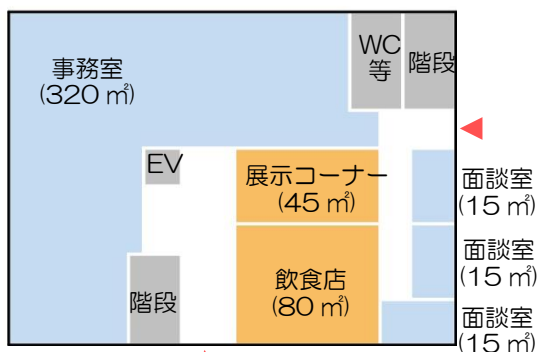 事務室
(320 ㎡)
WC
等
階段
EV
展示コーナー
(45 ㎡)
面談室
(15 ㎡)
面談室
(15 ㎡)
階段
飲食店
(80 ㎡)
面談室
(15 ㎡)